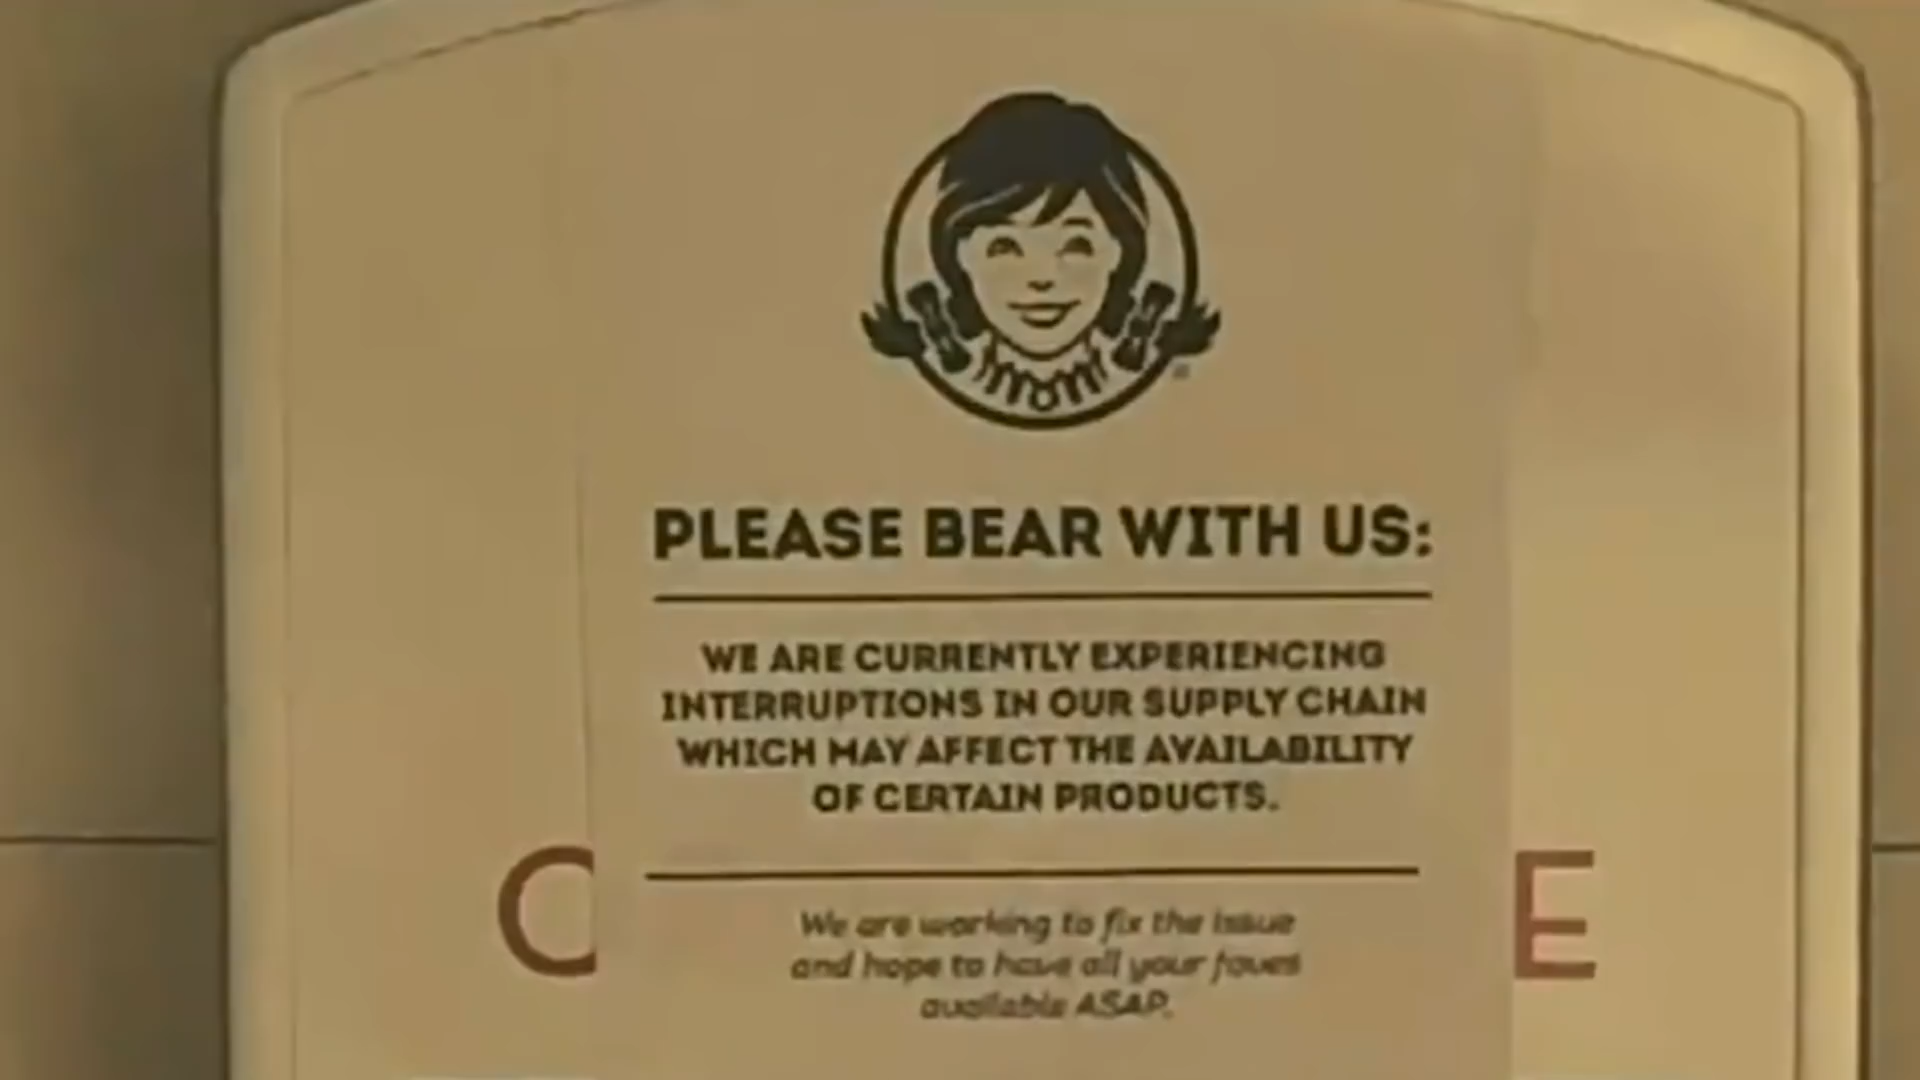 PLEASE BEAR WITH US:
WE ARE CURRENTLY EXPERIENCING
INTERRUPTIONS IN OUR SUPPLY CHAIN
WHICH MAY AFFECT THE AVAILABILITY
OF CERTAIN PRODUCTS.
C E
We are working to fix the issue
and hope to have all your faves
available ASAP.